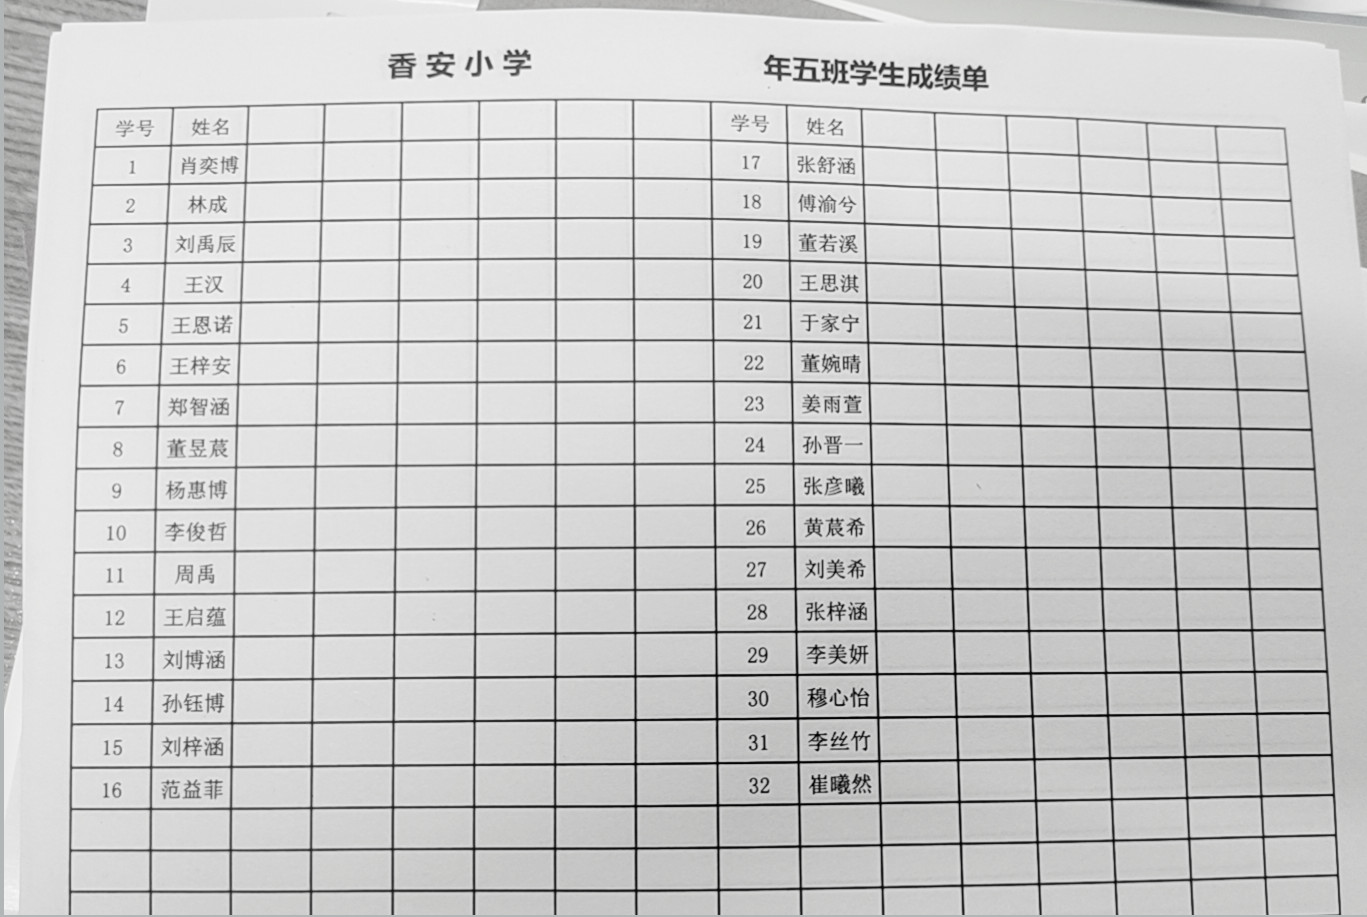 香安小学 年五班学生成绩单
学号 姓名 学号 姓名
1 肖奕博 17 张舒涵
2 林成 18 傅渝兮
3 刘禹辰 19 董若溪
4 王汉 20 王思淇
5 王恩诺 21 于家宁
6 王梓安 22 董婉晴
7 郑智涵 23 姜雨萱
8 董昱莀 24 孙晋一
9 杨惠博 25 张彦曦
10 李俊哲 26 黄莀希
11 周禹 27 刘美希
12 王启蕴 28 张梓涵
13 刘博涵 29 李美妍
14 孙钰博 30 穆心怡
15 刘梓涵 31 李丝竹
16 范益菲 32 崔曦然